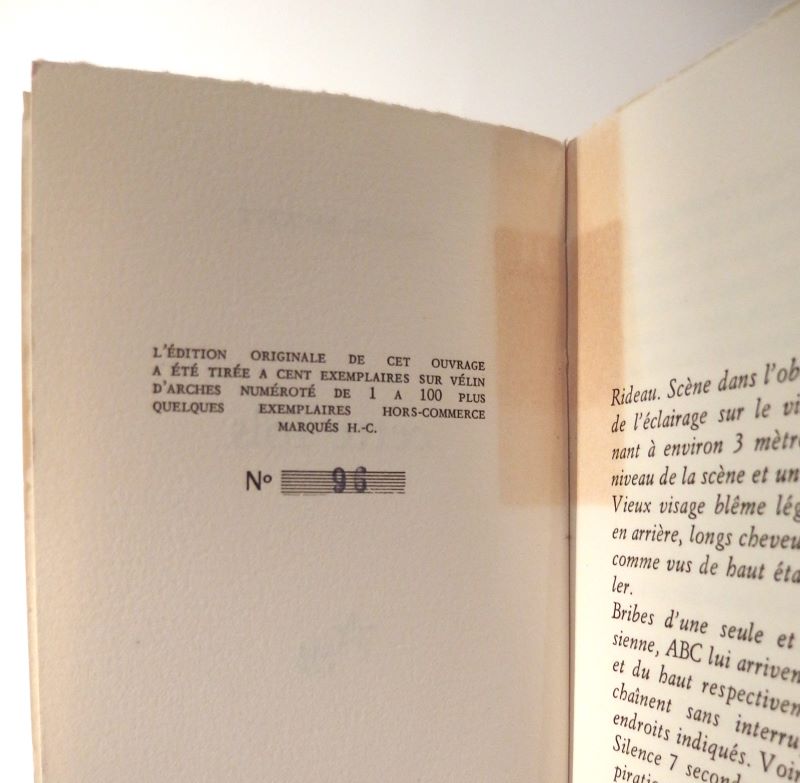 L'ÉDITION ORIGINALE DE CET OUVRAGE
A ÉTÉ TIRÉE A CENT EXEMPLAIRES SUR VÉLIN
D'ARCHES NUMÉROTÉ DE 1 A 100 PLUS
QUELQUES EXEMPLAIRES HORS-COMMERCE
MARQUÉS H.-C.
Nº 96
Rideau. Scène dans l'ob
de l'éclairage sur le vi
nant à environ 3 mètr
niveau de la scène et un
Vieux visage blême lég
en arrière, longs cheveu
comme vus de haut éta
ler.
Bribes d'une seule et
sienne, ABC lui arriven
et du haut respectiven
chaînent sans interru
endroits indiqués. Voir
Silence 7 second
piratio